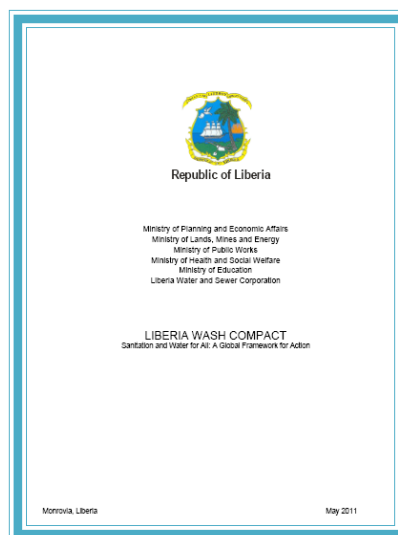 Republic of Liberia
Ministry of Planning and Economic Affairs
Ministry of Lands, Mines and Energy
Ministry of Public Works
Ministry of Health and Social Welfare
Ministry of Education
Liberia Water and Sewer Corporation
LIBERIA WASH COMPACT
Sanitation and Water for All: A Global Framework for Action
Monrovia, Liberia
May 2011